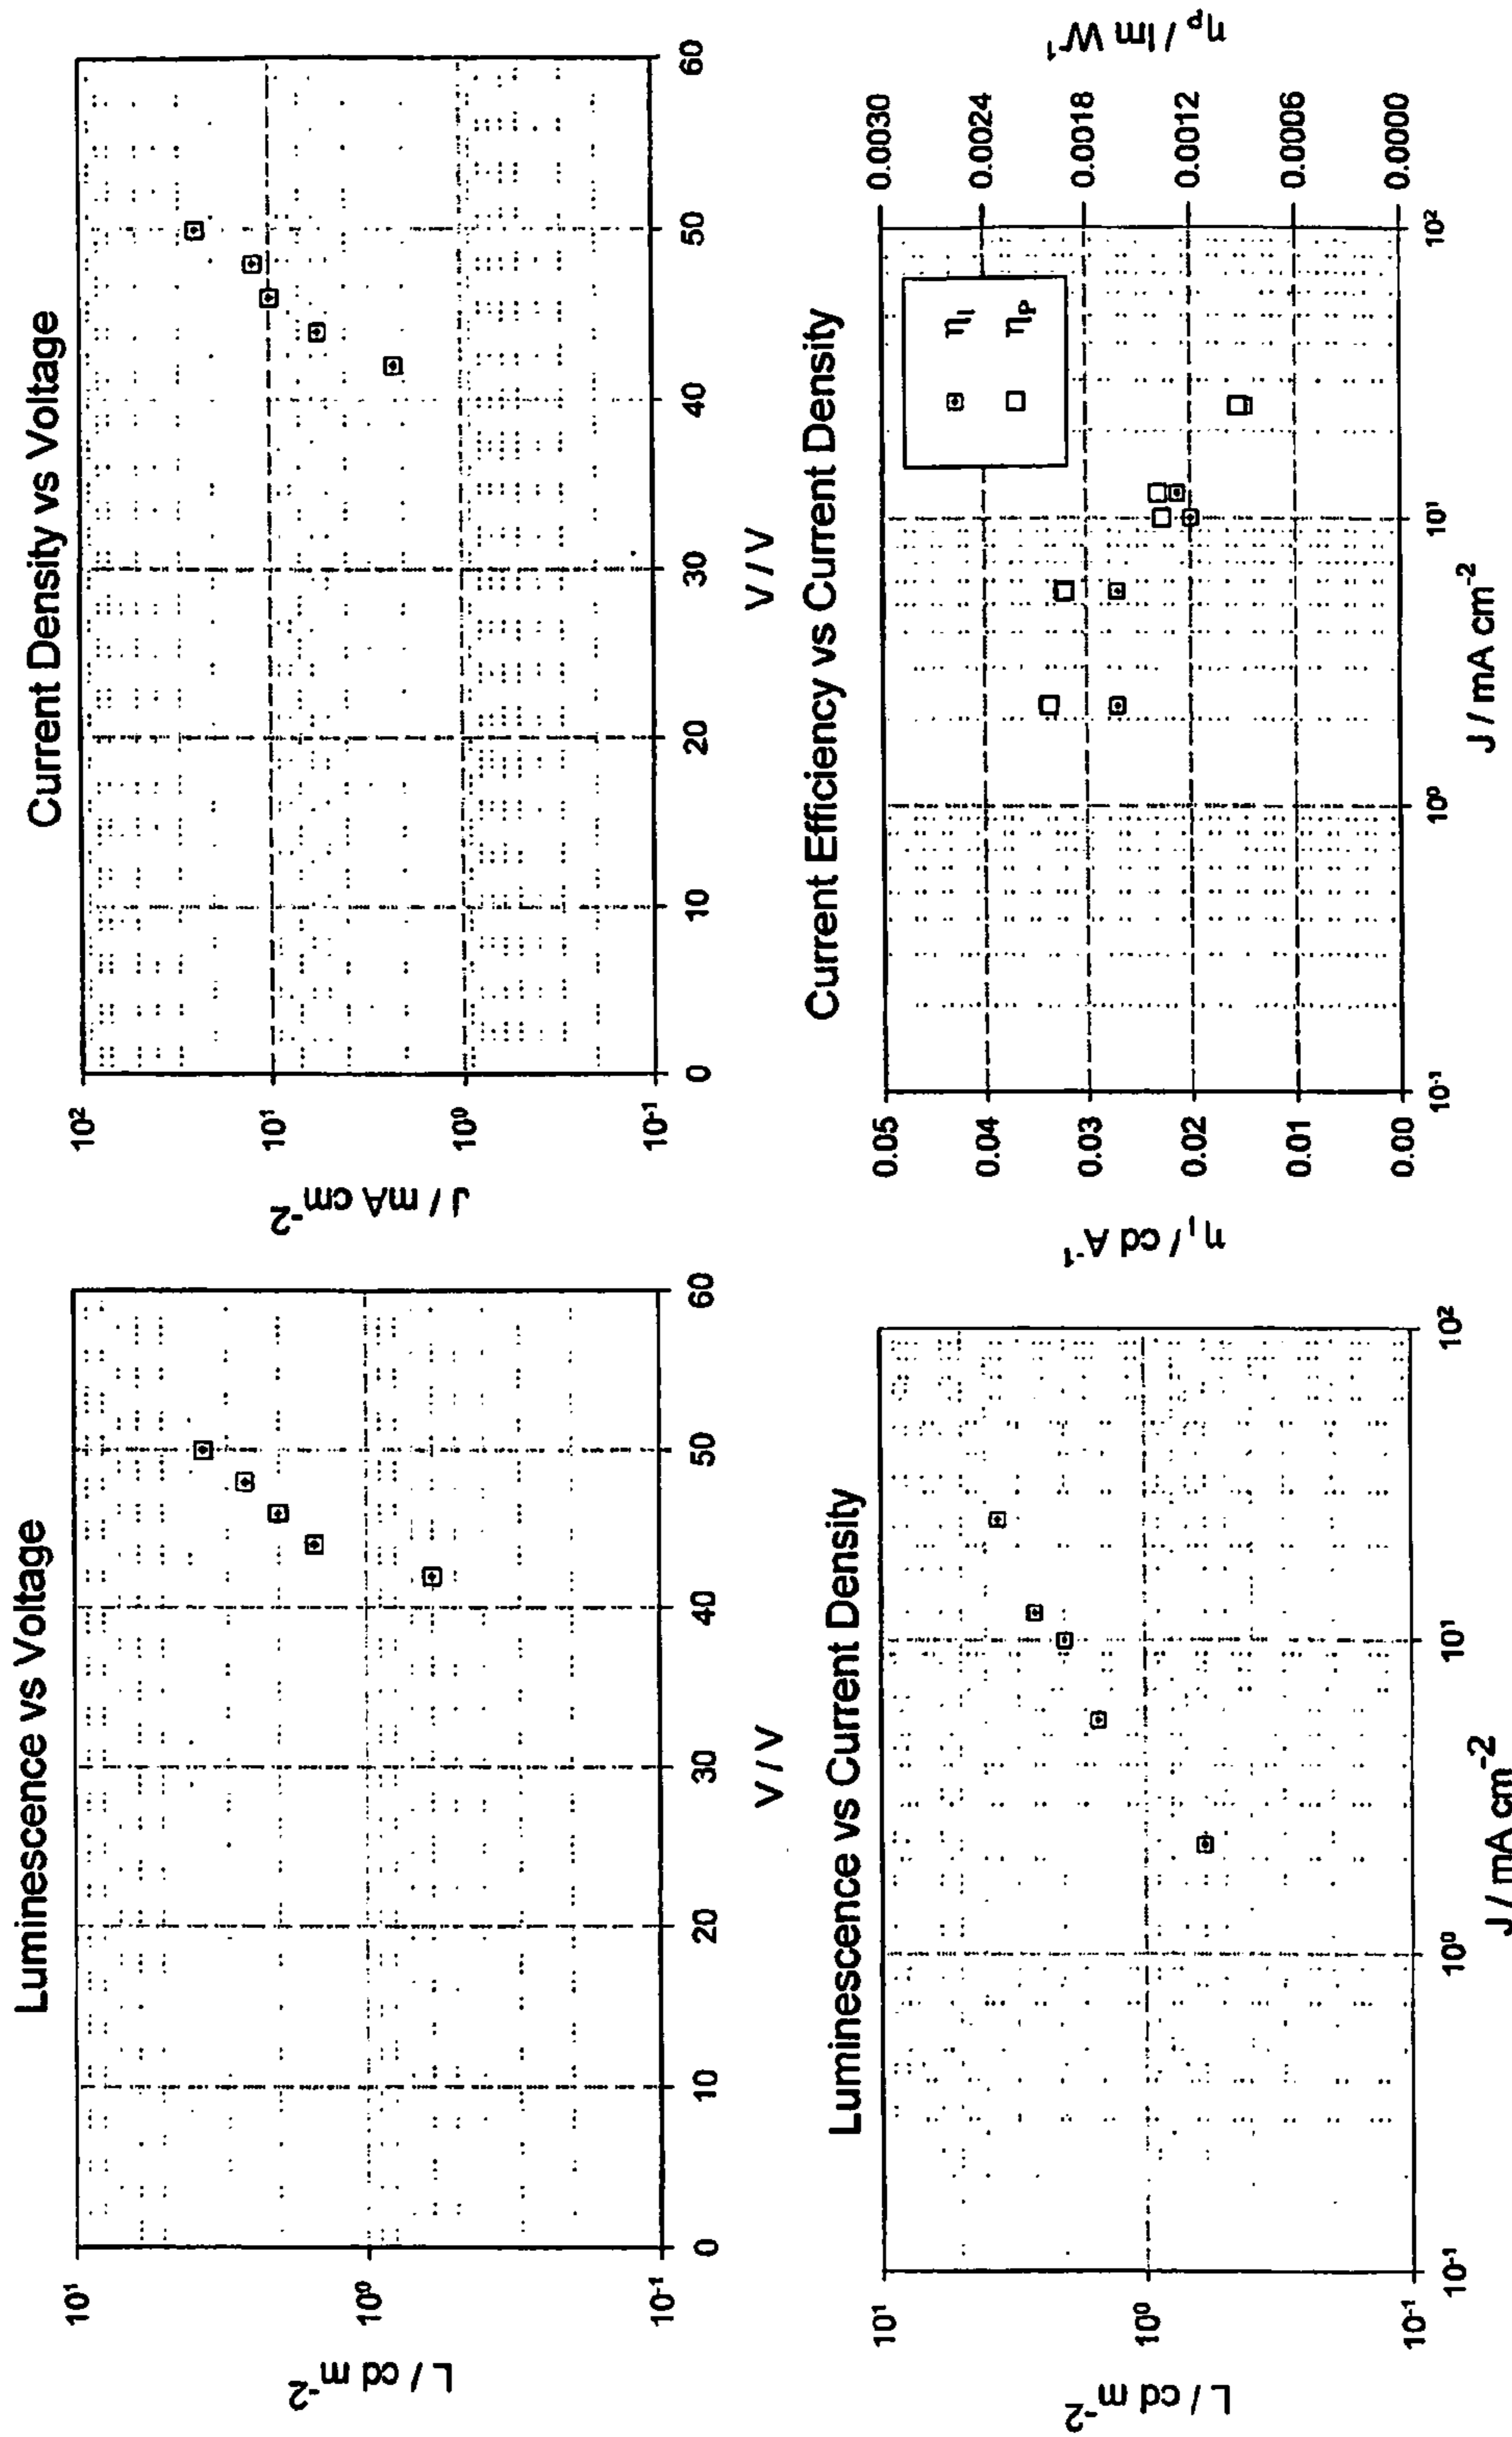 Luminescence vs Voltage
L / cd m⁻²
10¹
10⁰
10⁻¹
0 10 20 30 40 50 60
V / V
Current Density vs Voltage
J / mA cm⁻²
10²
10¹
10⁰
10⁻¹
0 10 20 30 40 50 60
V / V
Luminescence vs Current Density
L / cd m⁻²
10¹
10⁰
10⁻¹
10⁻¹ 10⁰ 10¹ 10²
J / mA cm⁻²
Current Efficiency vs Current Density
η_I / cd A⁻¹
0.05
0.04
0.03
0.02
0.01
0.00
10⁻¹ 10⁰ 10¹ 10²
J / mA cm⁻²
η_I
η_P
0.0030
0.0024
0.0018
0.0012
0.0006
0.0000
η_P / lm W⁻¹